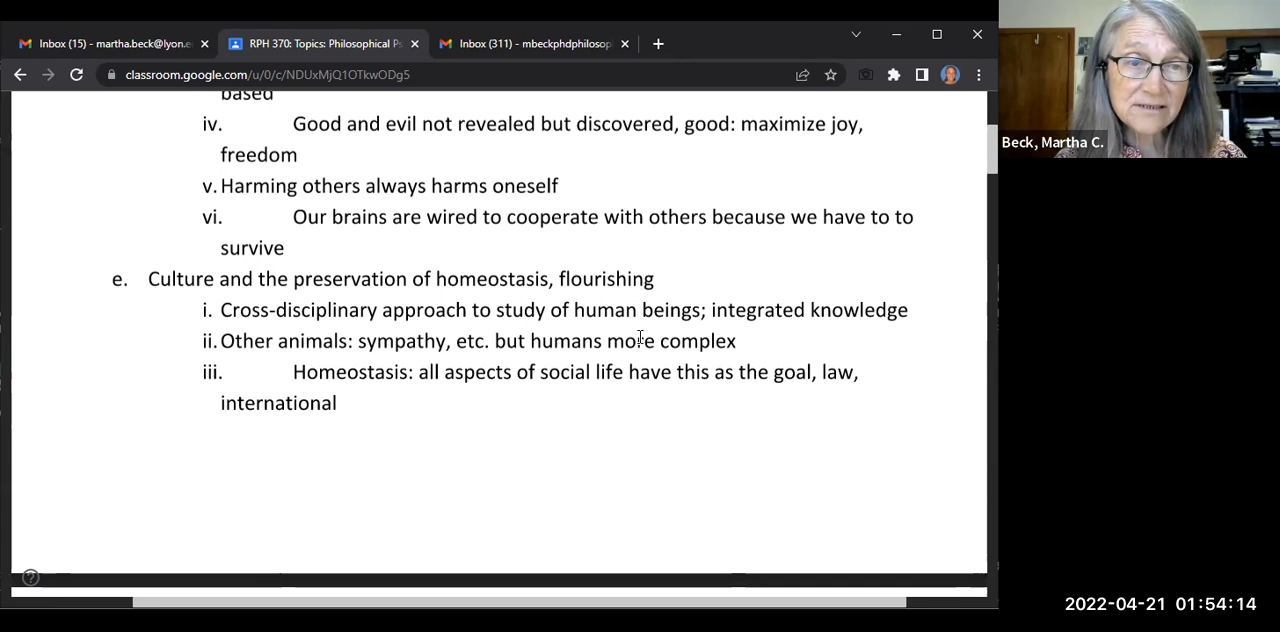 Inbox (15) - martha.beck@lyon.e
RPH 370: Topics: Philosophical Ps
Inbox (311) - mbeckphdphilosop
classroom.google.com/u/0/c/NDUxMjQ1OTkwODg5
Beck, Martha C.
based
iv. Good and evil not revealed but discovered, good: maximize joy,
freedom
v. Harming others always harms oneself
vi. Our brains are wired to cooperate with others because we have to to
survive
e. Culture and the preservation of homeostasis, flourishing
i. Cross-disciplinary approach to study of human beings; integrated knowledge
ii. Other animals: sympathy, etc. but humans more complex
iii. Homeostasis: all aspects of social life have this as the goal, law,
international
2022-04-21 01:54:14